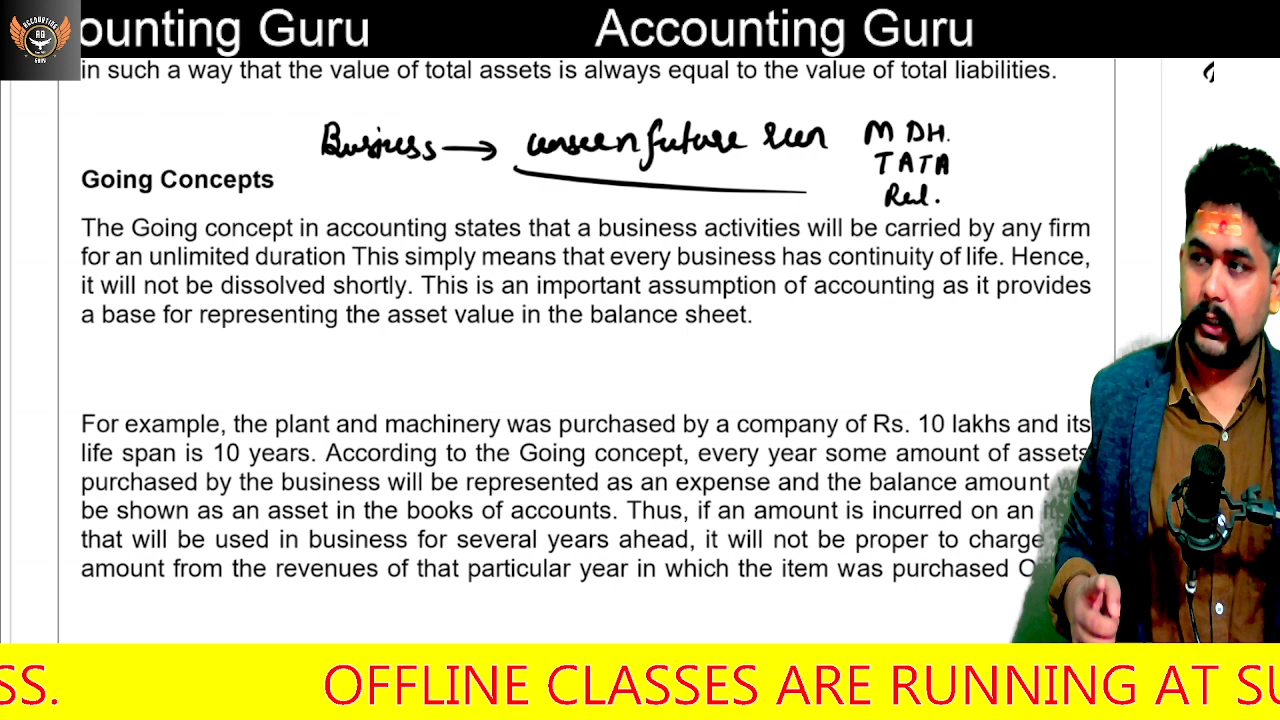 ounting Guru
Accounting Guru
ACCOUNTING
AG
GURU
in such a way that the value of total assets is always equal to the value of total liabilities.
Business → unseen future run
MDH.
TATA
Rel.
Going Concepts
The Going concept in accounting states that a business activities will be carried by any firm
for an unlimited duration This simply means that every business has continuity of life. Hence,
it will not be dissolved shortly. This is an important assumption of accounting as it provides
a base for representing the asset value in the balance sheet.
For example, the plant and machinery was purchased by a company of Rs. 10 lakhs and its
life span is 10 years. According to the Going concept, every year some amount of assets
purchased by the business will be represented as an expense and the balance amount
be shown as an asset in the books of accounts. Thus, if an amount is incurred on an
that will be used in business for several years ahead, it will not be proper to charge
amount from the revenues of that particular year in which the item was purchased
SS.
OFFLINE CLASSES ARE RUNNING AT SU